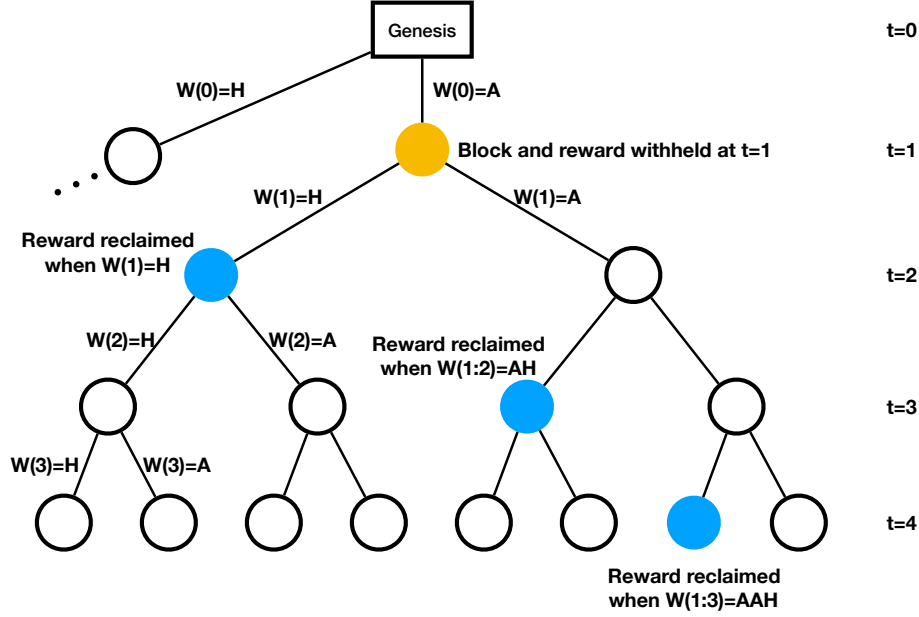 Genesis
t=0
W(0)=H
W(0)=A
Block and reward withheld at t=1
t=1
W(1)=H
W(1)=A
Reward reclaimed
when W(1)=H
t=2
W(2)=H
W(2)=A
Reward reclaimed
when W(1:2)=AH
t=3
W(3)=H
W(3)=A
t=4
Reward reclaimed
when W(1:3)=AAH